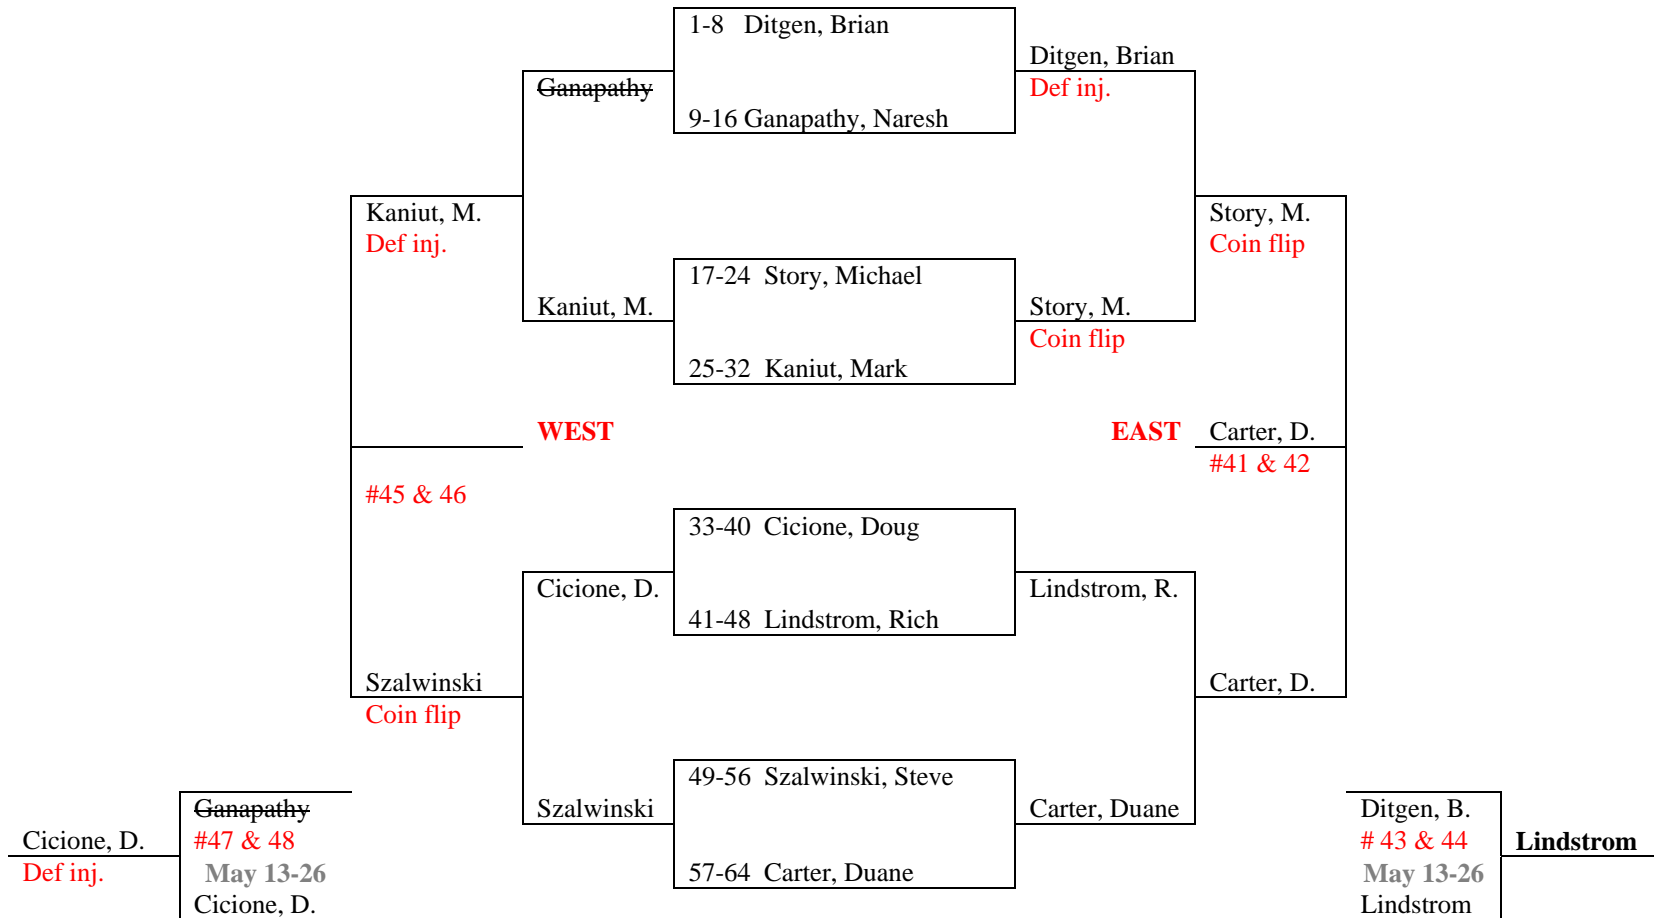 1-8 Ditgen, Brian
Ditgen, Brian
Ganapathy
Def inj.
9-16 Ganapathy, Naresh
Kaniut, M.
Def inj.
Story, M.
Coin flip
17-24 Story, Michael
Kaniut, M.
Story, M.
Coin flip
25-32 Kaniut, Mark
WEST
EAST
Carter, D.
#41 & 42
#45 & 46
33-40 Cicione, Doug
Cicione, D.
Lindstrom, R.
41-48 Lindstrom, Rich
Szalwinski
Coin flip
Carter, D.
49-56 Szalwinski, Steve
Szalwinski
Carter, Duane
57-64 Carter, Duane
Cicione, D.
Def inj.
Ganapathy
#47 & 48
May 13-26
Cicione, D.
Ditgen, B.
# 43 & 44
May 13-26
Lindstrom
Lindstrom